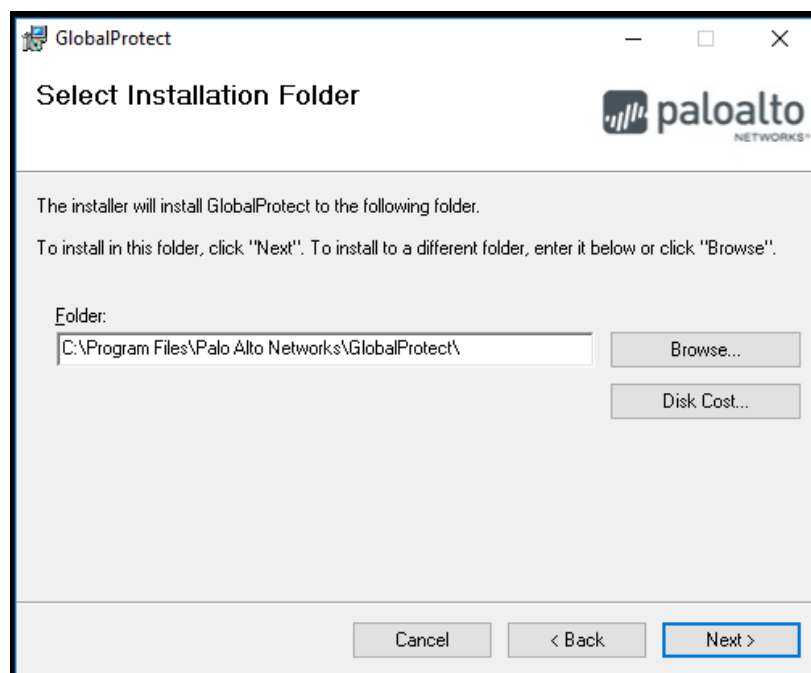 GlobalProtect
Select Installation Folder
paloalto
NETWORKS®
The installer will install GlobalProtect to the following folder.
To install in this folder, click "Next". To install to a different folder, enter it below or click "Browse".
Folder:
C:\Program Files\Palo Alto Networks\GlobalProtect\
Browse...
Disk Cost...
Cancel
< Back
Next >